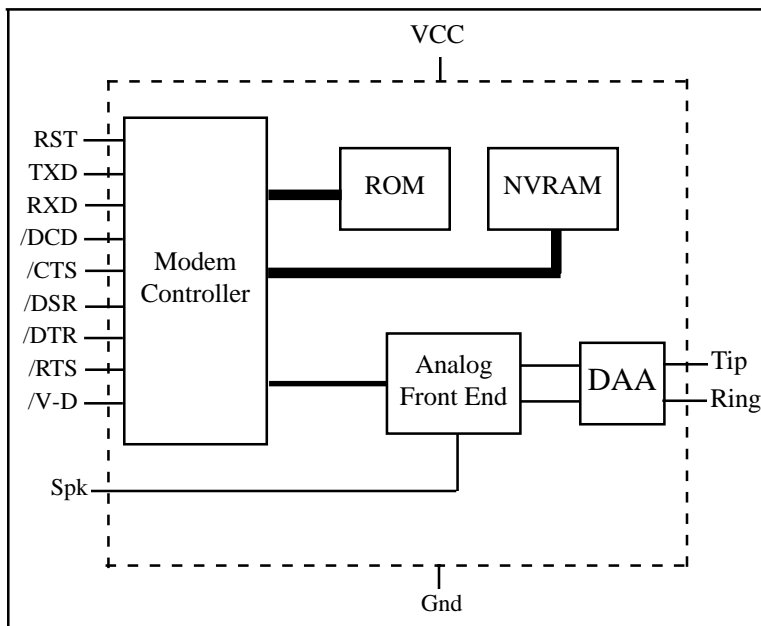 VCC
RST
TXD
RXD
/DCD
/CTS
/DSR
/DTR
/RTS
/V-D
Modem
Controller
ROM
NVRAM
Analog
Front End
DAA
Tip
Ring
Spk
Gnd